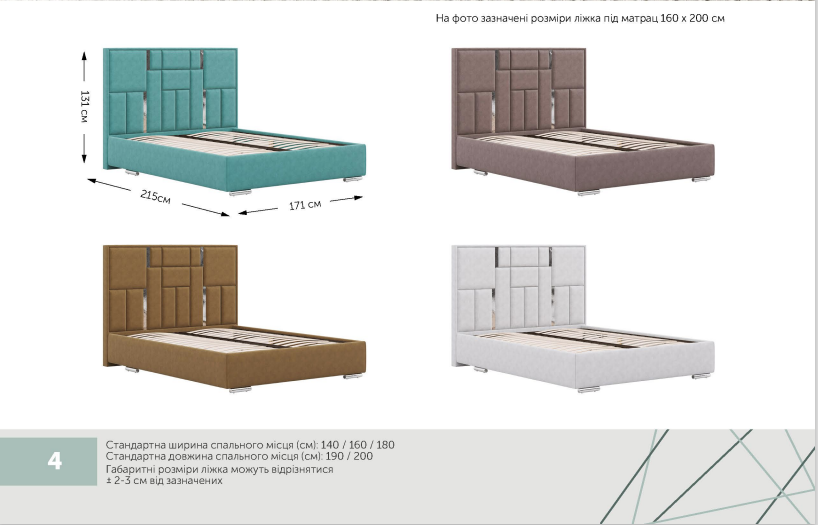 На фото зазначені розміри ліжка під матрац 160 х 200 см
131 см
215см
171 см
4
Стандартна ширина спального місця (см): 140 / 160 / 180
Стандартна довжина спального місця (см): 190 / 200
Габаритні розміри ліжка можуть відрізнятися
± 2-3 см від зазначених